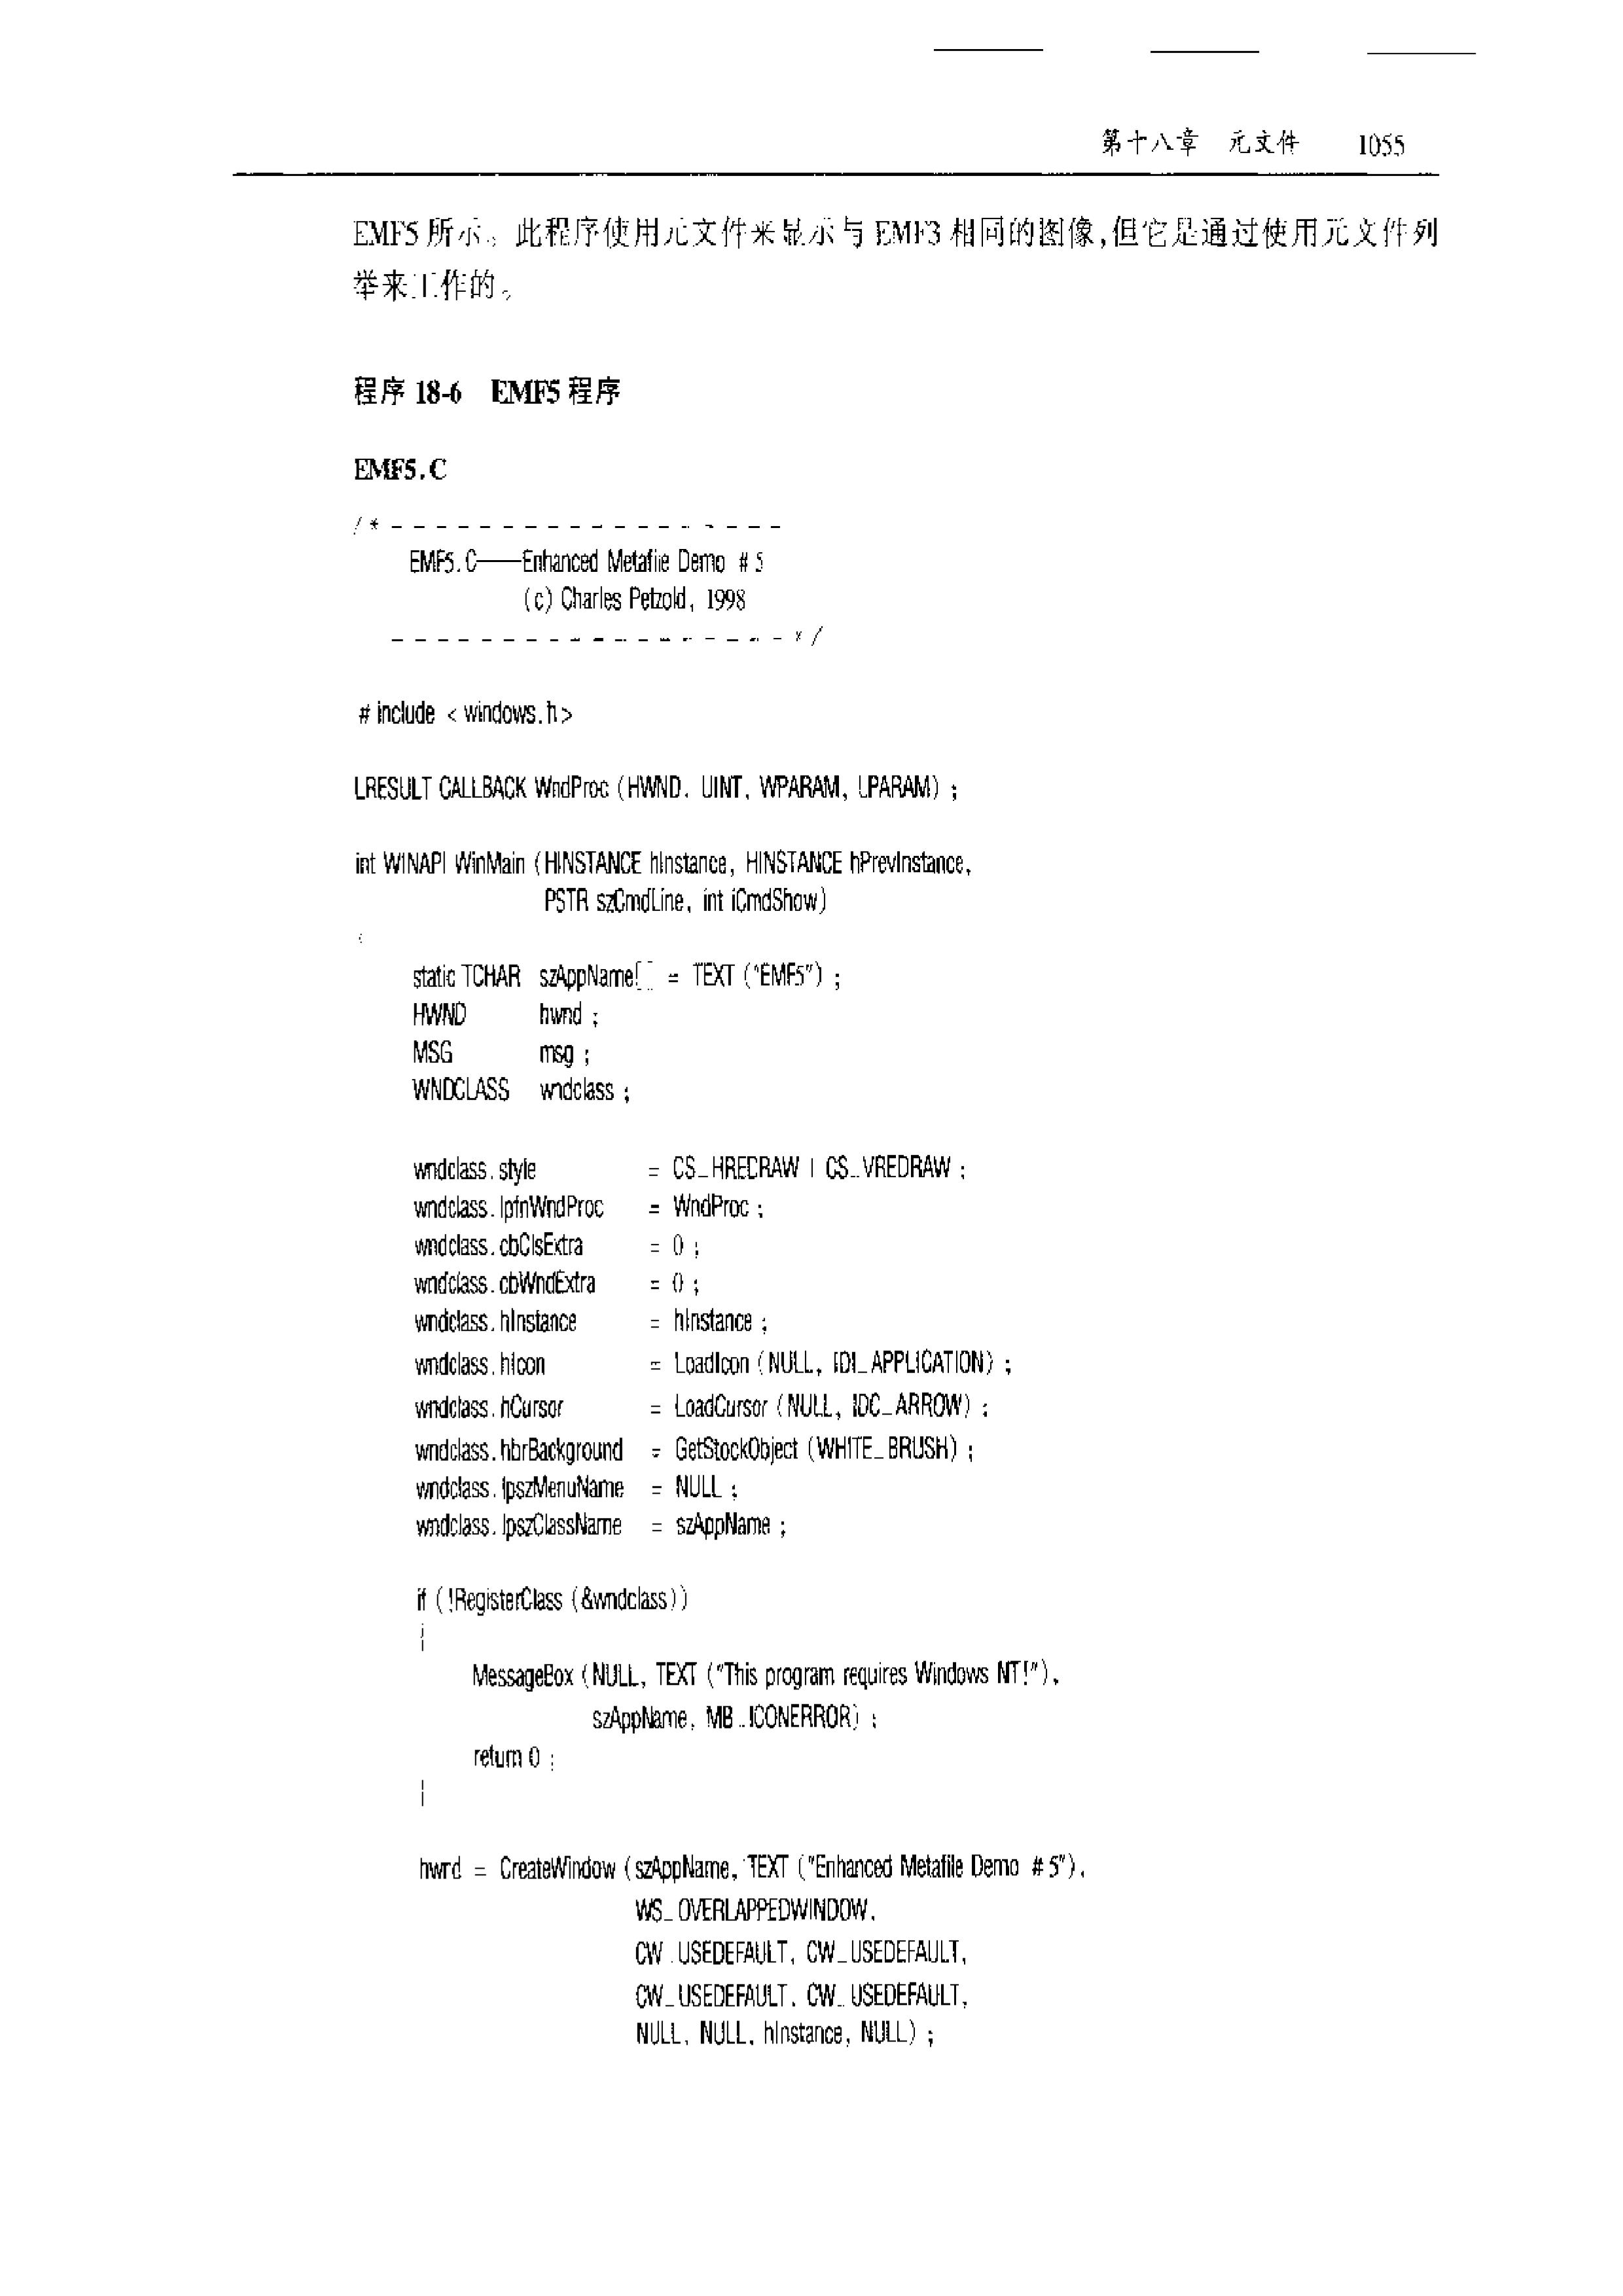 第十八章 元文件 1055
EMF5 所示。此程序使用元文件来显示与 EMF3 相同的图像,但它是通过使用元文件列
举来工作的。
程序 18-6 EMF5 程序
EMF5.C
/* - - - - - - - - - - - - - - - - - -
EMF5.C——Enhanced Metafile Demo # 5
(c) Charles Petzold, 1998
- - - - - - - - - - - - - - - - - - */
# include < windows.h>
LRESULT CALLBACK WndProc (HWND, UINT, WPARAM, LPARAM) ;
int WINAPI WinMain (HINSTANCE hInstance, HINSTANCE hPrevInstance,
PSTR szCmdLine, int iCmdShow)
{
static TCHAR szAppName[ ] = TEXT ("EMF5") ;
HWND hwnd ;
MSG msg ;
WNDCLASS wndclass ;
wndclass.style = CS_HREDRAW | CS_VREDRAW ;
wndclass.lpfnWndProc = WndProc ;
wndclass.cbClsExtra = 0 ;
wndclass.cbWndExtra = 0 ;
wndclass.hInstance = hInstance ;
wndclass.hIcon = LoadIcon (NULL, IDI_APPLICATION) ;
wndclass.hCursor = LoadCursor (NULL, IDC_ARROW) ;
wndclass.hbrBackground = GetStockObject (WHITE_BRUSH) ;
wndclass.lpszMenuName = NULL ;
wndclass.lpszClassName = szAppName ;
if (!RegisterClass (&wndclass))
{
MessageBox (NULL, TEXT ("This program requires Windows NT!"),
szAppName, MB_ICONERROR) ;
return 0 ;
}
hwnd = CreateWindow (szAppName, TEXT ("Enhanced Metafile Demo # 5"),
WS_OVERLAPPEDWINDOW,
CW_USEDEFAULT, CW_USEDEFAULT,
CW_USEDEFAULT, CW_USEDEFAULT,
NULL, NULL, hInstance, NULL) ;